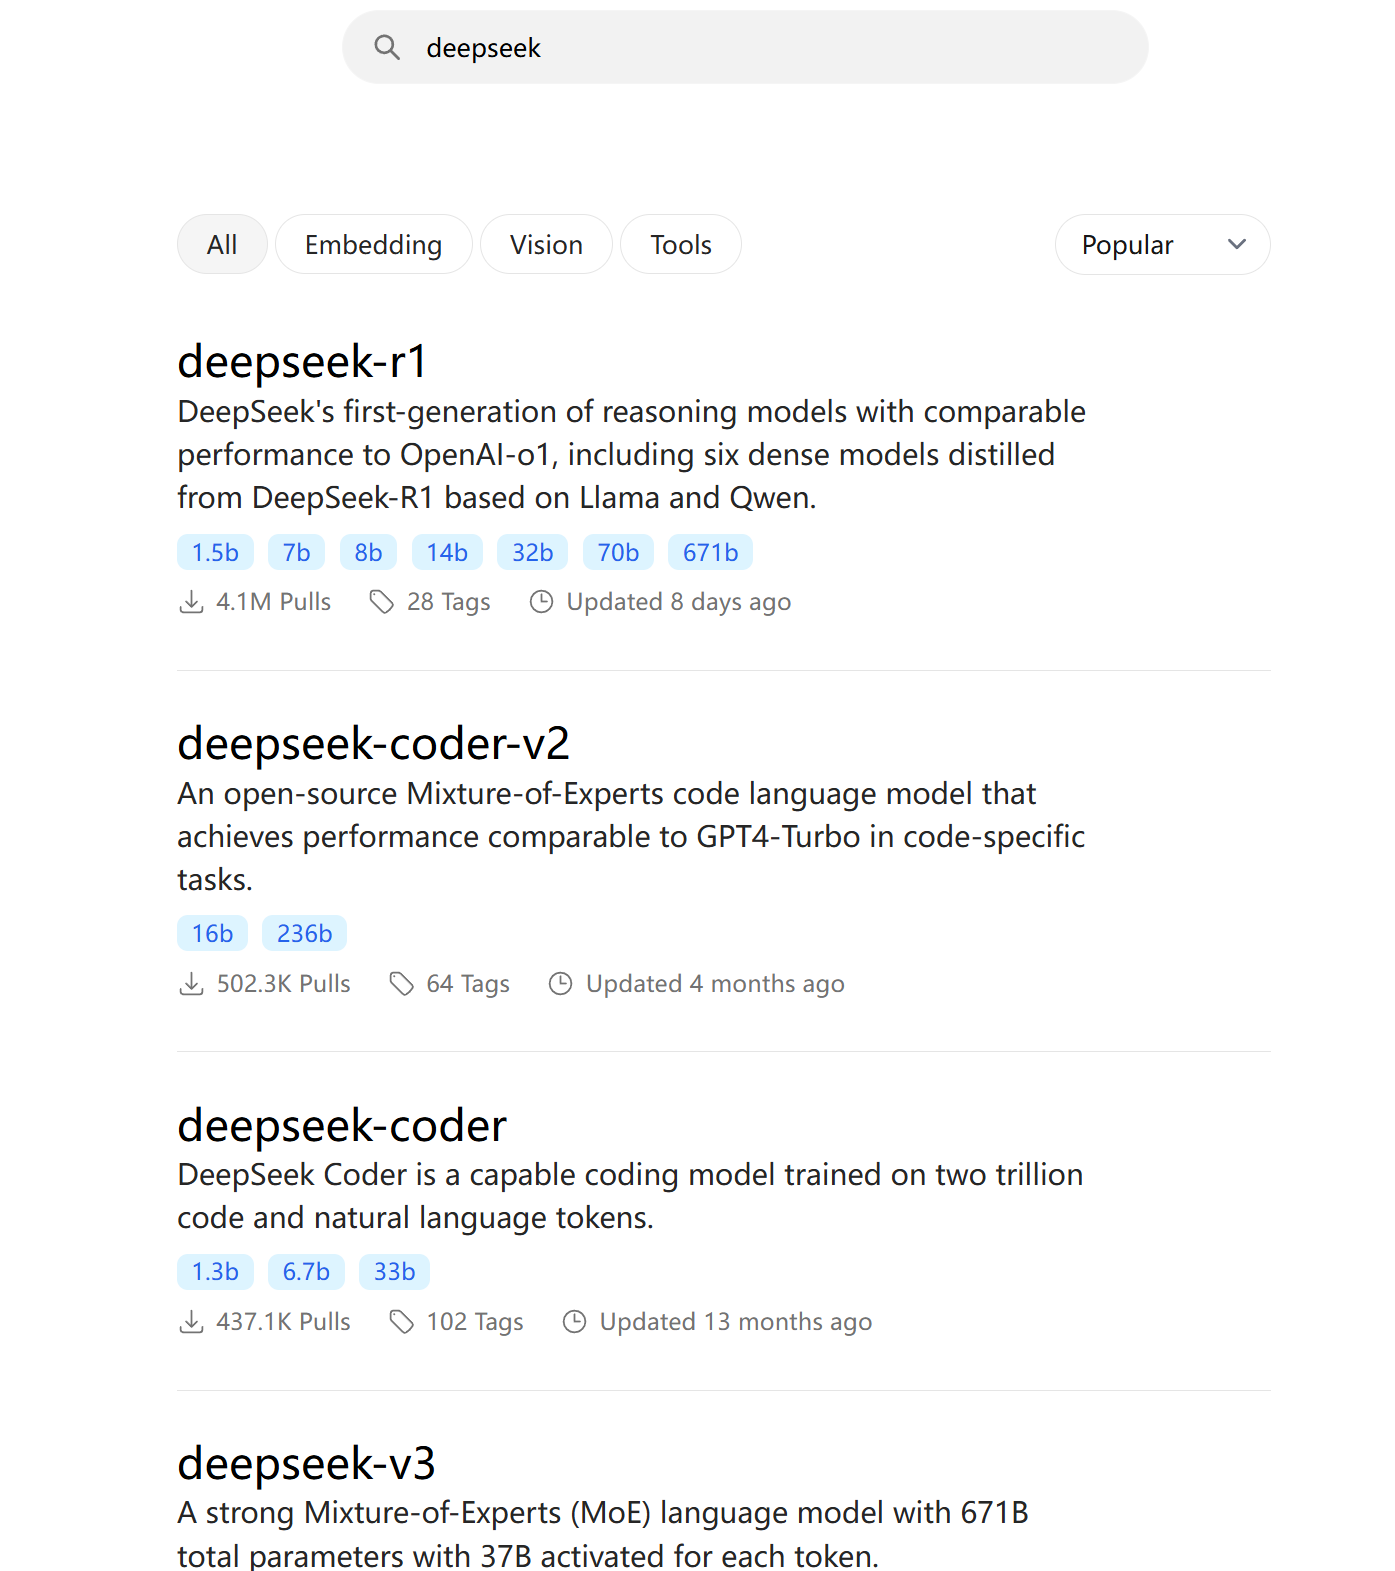 deepseek
All Embedding Vision Tools Popular
deepseek-r1
DeepSeek's first-generation of reasoning models with comparable
performance to OpenAI-o1, including six dense models distilled
from DeepSeek-R1 based on Llama and Qwen.
1.5b 7b 8b 14b 32b 70b 671b
4.1M Pulls 28 Tags Updated 8 days ago
deepseek-coder-v2
An open-source Mixture-of-Experts code language model that
achieves performance comparable to GPT4-Turbo in code-specific
tasks.
16b 236b
502.3K Pulls 64 Tags Updated 4 months ago
deepseek-coder
DeepSeek Coder is a capable coding model trained on two trillion
code and natural language tokens.
1.3b 6.7b 33b
437.1K Pulls 102 Tags Updated 13 months ago
deepseek-v3
A strong Mixture-of-Experts (MoE) language model with 671B
total parameters with 37B activated for each token.